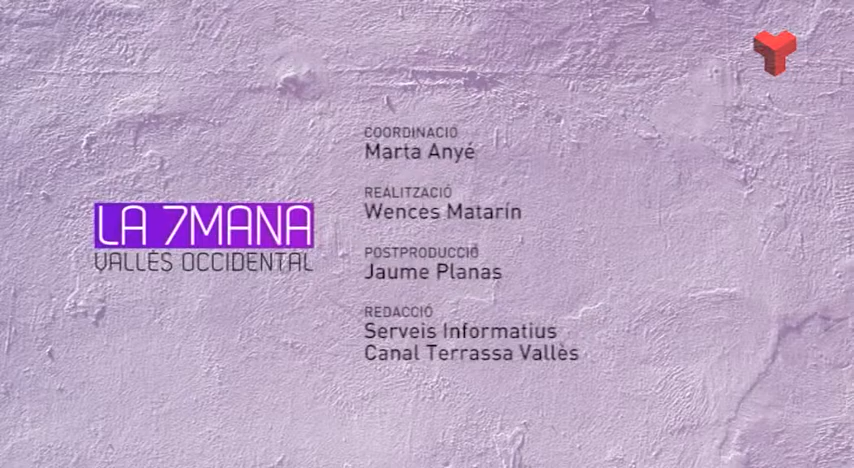 LA 7MANA
VALLÈS OCCIDENTAL
COORDINACIÓ
Marta Anyé
REALITZACIÓ
Wences Matarín
POSTPRODUCCIÓ
Jaume Planas
REDACCIÓ
Serveis Informatius
Canal Terrassa Vallès